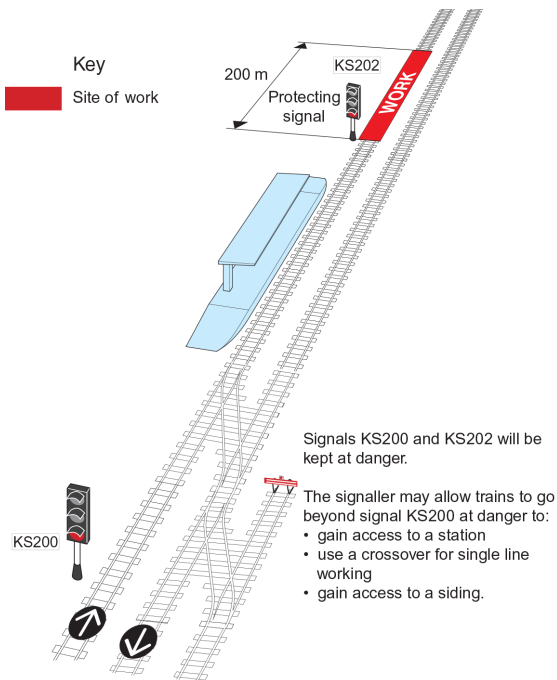 Key
Site of work
200 m
KS202
Protecting
signal
WORK
Signals KS200 and KS202 will be
kept at danger.
The signaller may allow trains to go
beyond signal KS200 at danger to:
• gain access to a station
• use a crossover for single line
working
• gain access to a siding.
KS200